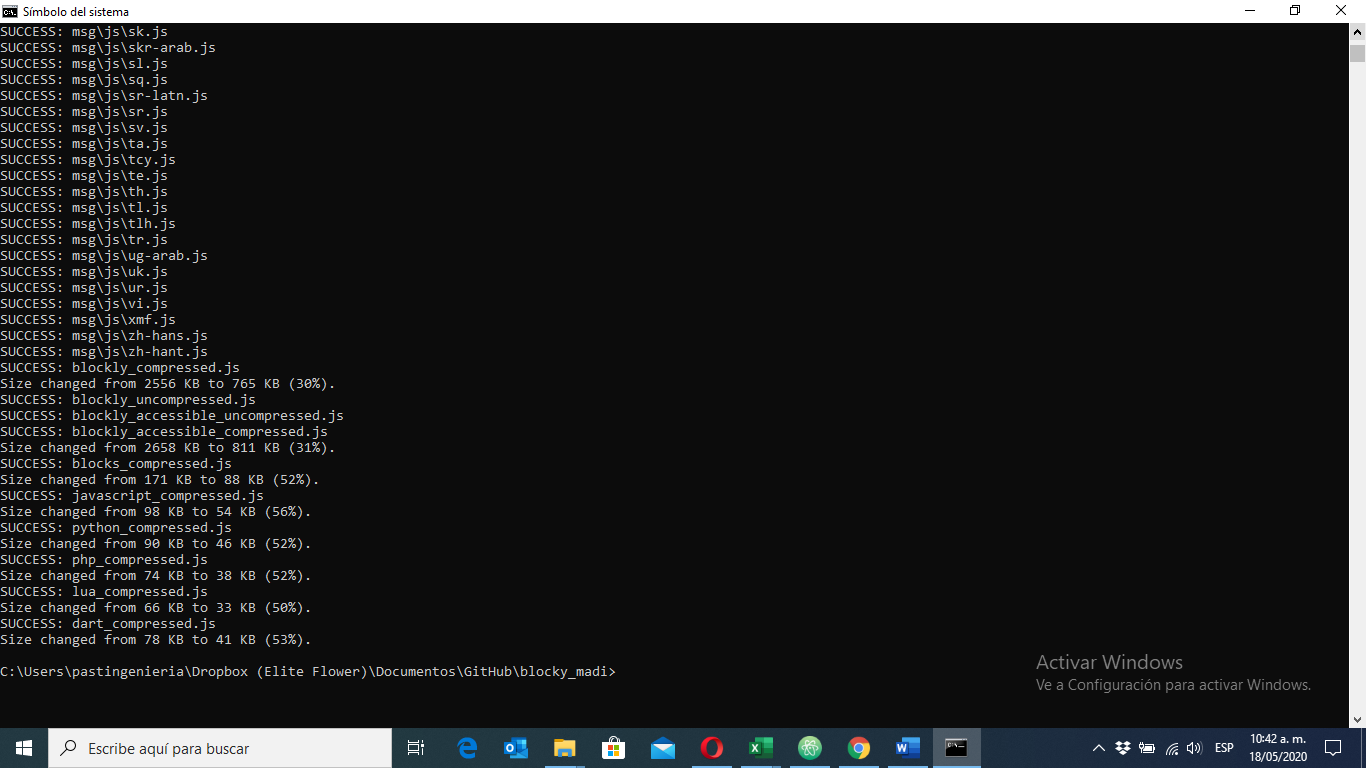 Símbolo del sistema
SUCCESS: msg\js\sk.js
SUCCESS: msg\js\skr-arab.js
SUCCESS: msg\js\sl.js
SUCCESS: msg\js\sq.js
SUCCESS: msg\js\sr-latn.js
SUCCESS: msg\js\sr.js
SUCCESS: msg\js\sv.js
SUCCESS: msg\js\ta.js
SUCCESS: msg\js\tcy.js
SUCCESS: msg\js\te.js
SUCCESS: msg\js\th.js
SUCCESS: msg\js\tl.js
SUCCESS: msg\js\tlh.js
SUCCESS: msg\js\tr.js
SUCCESS: msg\js\ug-arab.js
SUCCESS: msg\js\uk.js
SUCCESS: msg\js\ur.js
SUCCESS: msg\js\vi.js
SUCCESS: msg\js\xmf.js
SUCCESS: msg\js\zh-hans.js
SUCCESS: msg\js\zh-hant.js
SUCCESS: blockly_compressed.js
Size changed from 2556 KB to 765 KB (30%).
SUCCESS: blockly_uncompressed.js
SUCCESS: blockly_accessible_uncompressed.js
SUCCESS: blockly_accessible_compressed.js
Size changed from 2658 KB to 811 KB (31%).
SUCCESS: blocks_compressed.js
Size changed from 171 KB to 88 KB (52%).
SUCCESS: javascript_compressed.js
Size changed from 98 KB to 54 KB (56%).
SUCCESS: python_compressed.js
Size changed from 90 KB to 46 KB (52%).
SUCCESS: php_compressed.js
Size changed from 74 KB to 38 KB (52%).
SUCCESS: lua_compressed.js
Size changed from 66 KB to 33 KB (50%).
SUCCESS: dart_compressed.js
Size changed from 78 KB to 41 KB (53%).
C:\Users\pastingenieria\Dropbox (Elite Flower)\Documentos\GitHub\blocky_madi>
Activar Windows
Ve a Configuración para activar Windows.
Escribe aquí para buscar
ESP
10:42 a. m.
18/05/2020